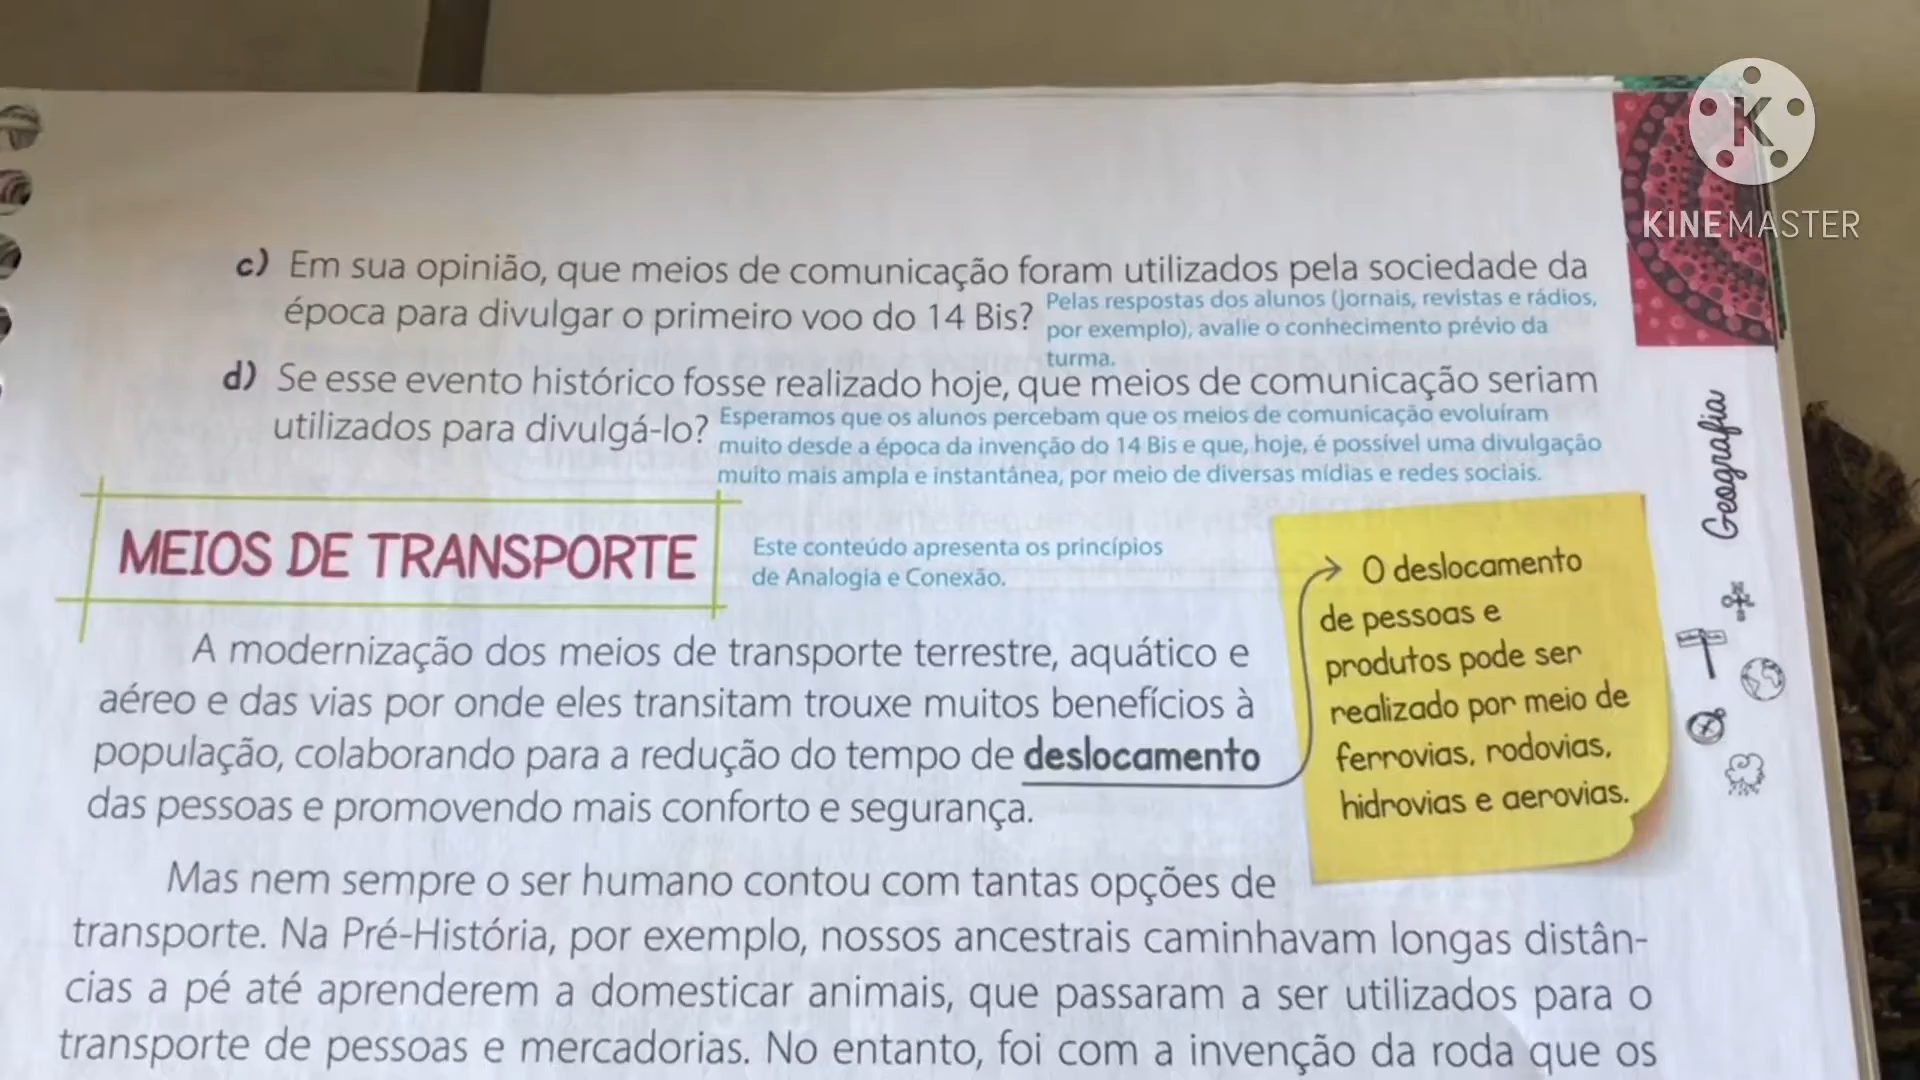 KINEMASTER
c) Em sua opinião, que meios de comunicação foram utilizados pela sociedade da
época para divulgar o primeiro voo do 14 Bis? Pelas respostas dos alunos (jornais, revistas e rádios,
por exemplo), avalie o conhecimento prévio da
turma.
d) Se esse evento histórico fosse realizado hoje, que meios de comunicação seriam
utilizados para divulgá-lo? Esperamos que os alunos percebam que os meios de comunicação evoluíram
muito desde a época da invenção do 14 Bis e que, hoje, é possível uma divulgação
muito mais ampla e instantânea, por meio de diversas mídias e redes sociais.
Geografia
MEIOS DE TRANSPORTE
Este conteúdo apresenta os princípios
de Analogia e Conexão.
A modernização dos meios de transporte terrestre, aquático e
aéreo e das vias por onde eles transitam trouxe muitos benefícios à
população, colaborando para a redução do tempo de deslocamento
das pessoas e promovendo mais conforto e segurança.
O deslocamento
de pessoas e
produtos pode ser
realizado por meio de
ferrovias, rodovias,
hidrovias e aerovias.
Mas nem sempre o ser humano contou com tantas opções de
transporte. Na Pré-História, por exemplo, nossos ancestrais caminhavam longas distân-
cias a pé até aprenderem a domesticar animais, que passaram a ser utilizados para o
transporte de pessoas e mercadorias. No entanto, foi com a invenção da roda que os